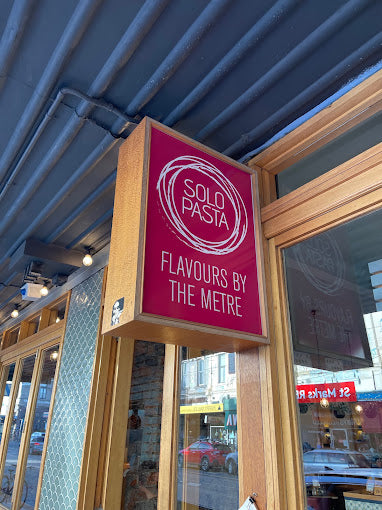 SOLO
PASTA
FLAVOURS BY
THE METRE
St Marks R